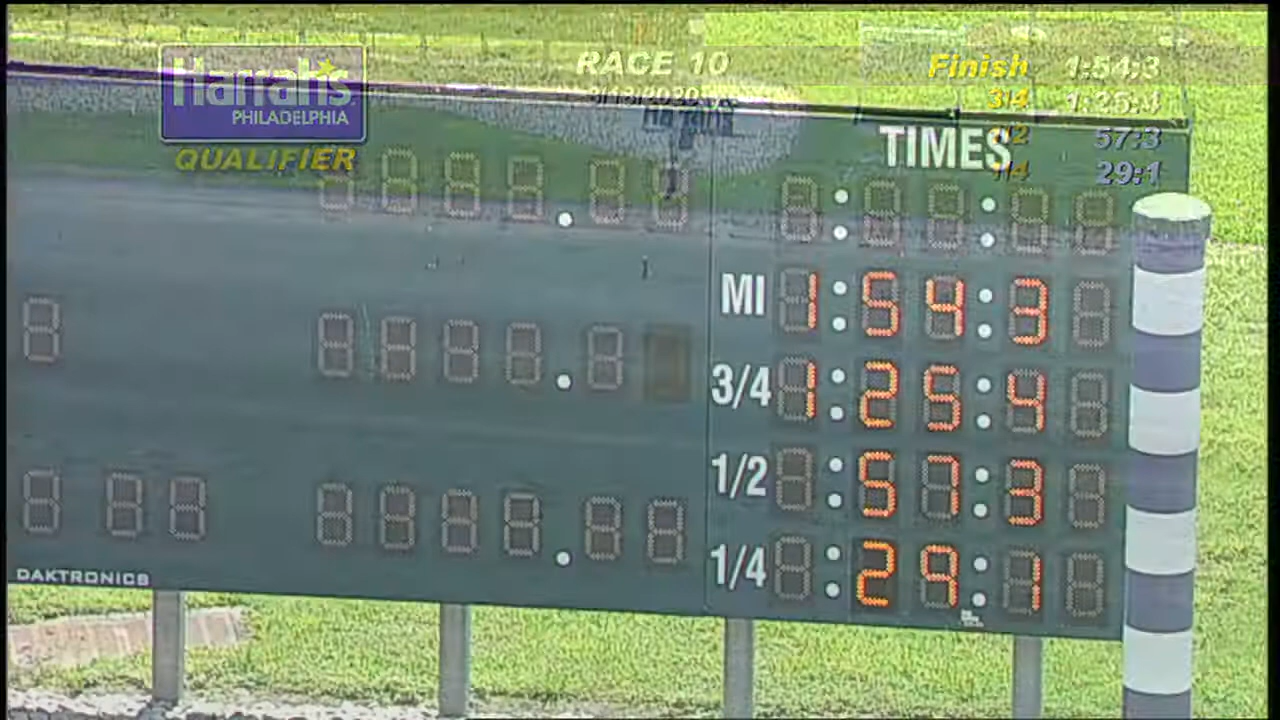 Harrah's
PHILADELPHIA
QUALIFIER
RACE 10
Finish 1:54:3
3/4 1:25:4
1/2 57:3
1/4 29:1
TIMES
MI 1:54:3
3/4 1:25:4
1/2 :57:3
1/4 :29:1
DAKTRONICS